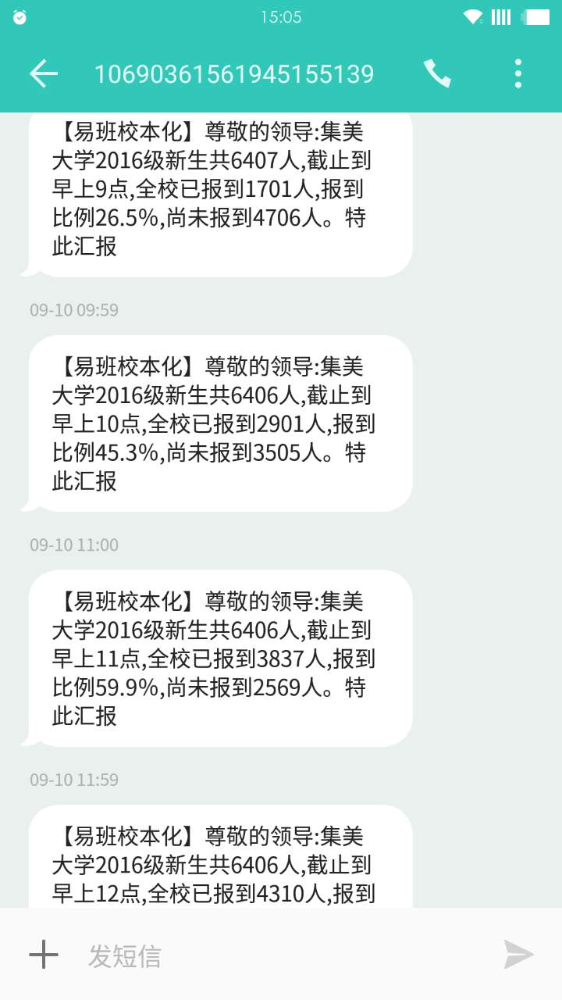 15:05
10690361561945155139
【易班校本化】尊敬的领导:集美
大学2016级新生共6407人,截止到
早上9点,全校已报到1701人,报到
比例26.5%,尚未报到4706人。特
此汇报
09-10 09:59
【易班校本化】尊敬的领导:集美
大学2016级新生共6406人,截止到
早上10点,全校已报到2901人,报到
比例45.3%,尚未报到3505人。特
此汇报
09-10 11:00
【易班校本化】尊敬的领导:集美
大学2016级新生共6406人,截止到
早上11点,全校已报到3837人,报到
比例59.9%,尚未报到2569人。特
此汇报
09-10 11:59
【易班校本化】尊敬的领导:集美
大学2016级新生共6406人,截止到
早上12点,全校已报到4310人,报到
发短信